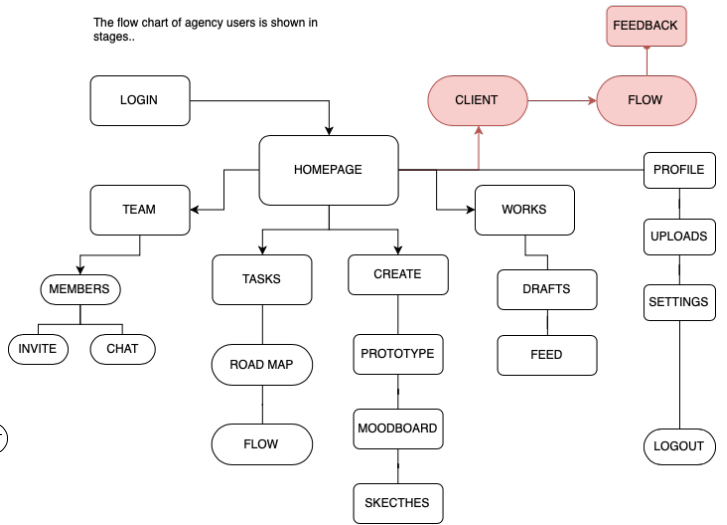 The flow chart of agency users is shown in
stages..
FEEDBACK
LOGIN
CLIENT
FLOW
HOMEPAGE
PROFILE
TEAM
WORKS
UPLOADS
MEMBERS
TASKS
CREATE
DRAFTS
SETTINGS
INVITE
CHAT
ROAD MAP
PROTOTYPE
FEED
FLOW
MOODBOARD
LOGOUT
SKECTHES